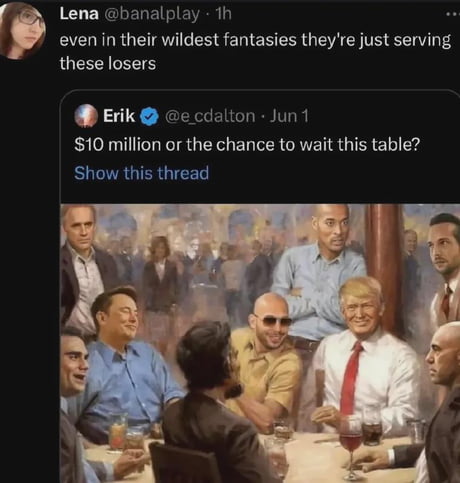 Lena @banalplay · 1h
even in their wildest fantasies they're just serving
these losers
Erik @e_cdalton · Jun 1
$10 million or the chance to wait this table?
Show this thread